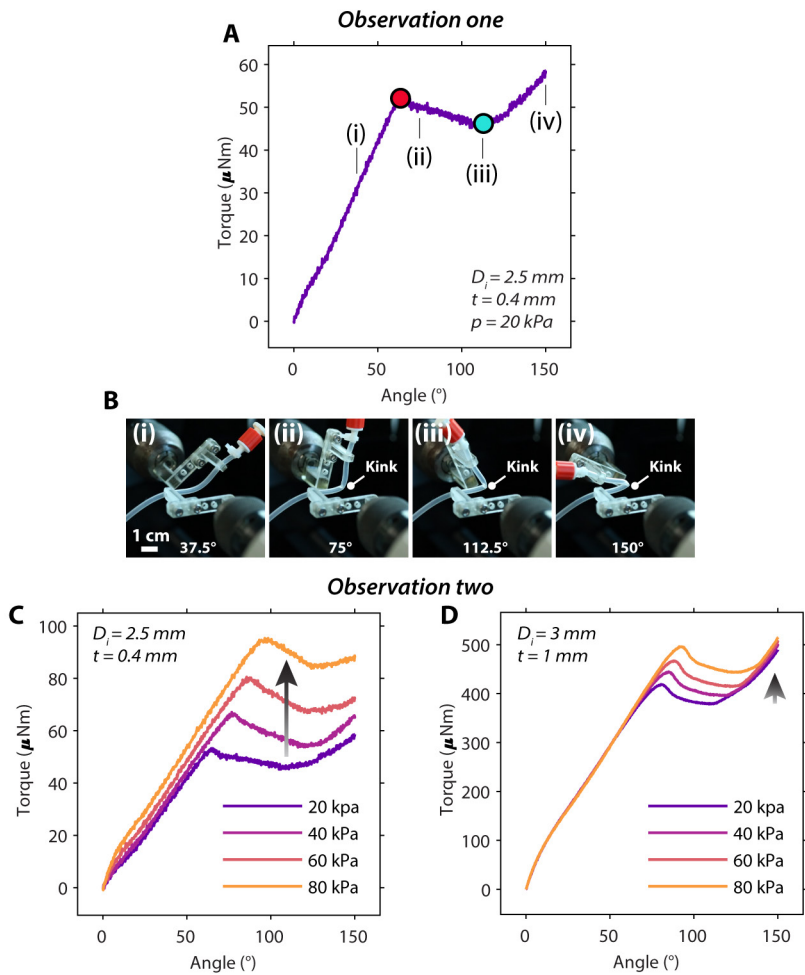 Observation one
A
Torque (μNm)
60
50
40
30
20
10
0
(i)
(ii)
(iii)
(iv)
Di = 2.5 mm
t = 0.4 mm
p = 20 kPa
0
50
100
150
Angle (°)
B
(i)
(ii)
(iii)
(iv)
Kink
Kink
Kink
1 cm
37.5°
75°
112.5°
150°
Observation two
C
Di = 2.5 mm
t = 0.4 mm
Torque (μNm)
100
80
60
40
20
0
20 kpa
40 kPa
60 kPa
80 kPa
0
50
100
150
Angle (°)
D
Di = 3 mm
t = 1 mm
Torque (μNm)
500
400
300
200
100
0
20 kpa
40 kPa
60 kPa
80 kPa
0
50
100
150
Angle (°)